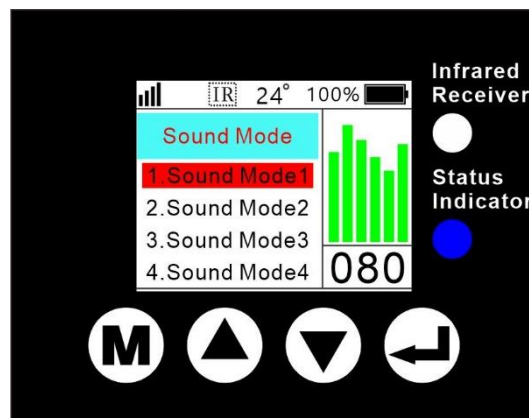 IR 24° 100%
Infrared
Receiver
Sound Mode
1.Sound Mode1
2.Sound Mode2
3.Sound Mode3
4.Sound Mode4
080
Status
Indicator
M